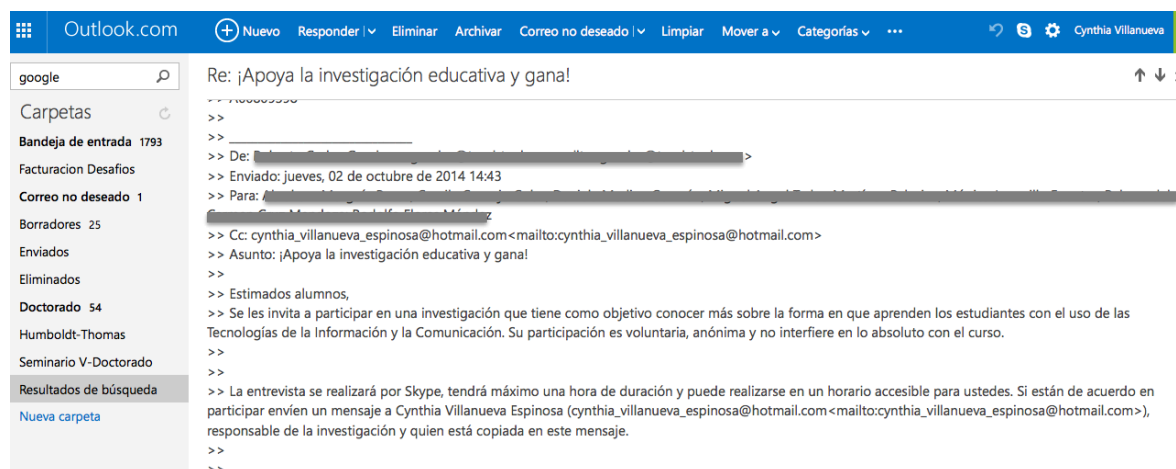 Outlook.com
Nuevo Responder Eliminar Archivar Correo no deseado Limpiar Mover a Categorías ••• Cynthia Villanueva
google
Carpetas
Bandeja de entrada 1793
Facturacion Desafios
Correo no deseado 1
Borradores 25
Enviados
Eliminados
Doctorado 54
Humboldt-Thomas
Seminario V-Doctorado
Resultados de búsqueda
Nueva carpeta
Re: ¡Apoya la investigación educativa y gana!
>>
>>
>> De: >
>> Enviado: jueves, 02 de octubre de 2014 14:43
>> Para:
>> Cc: cynthia_villanueva_espinosa@hotmail.com<mailto:cynthia_villanueva_espinosa@hotmail.com>
>> Asunto: ¡Apoya la investigación educativa y gana!
>>
>> Estimados alumnos,
>> Se les invita a participar en una investigación que tiene como objetivo conocer más sobre la forma en que aprenden los estudiantes con el uso de las
Tecnologías de la Información y la Comunicación. Su participación es voluntaria, anónima y no interfiere en lo absoluto con el curso.
>>
>>
>> La entrevista se realizará por Skype, tendrá máximo una hora de duración y puede realizarse en un horario accesible para ustedes. Si están de acuerdo en
participar envíen un mensaje a Cynthia Villanueva Espinosa (cynthia_villanueva_espinosa@hotmail.com<mailto:cynthia_villanueva_espinosa@hotmail.com>),
responsable de la investigación y quien está copiada en este mensaje.
>>
>>